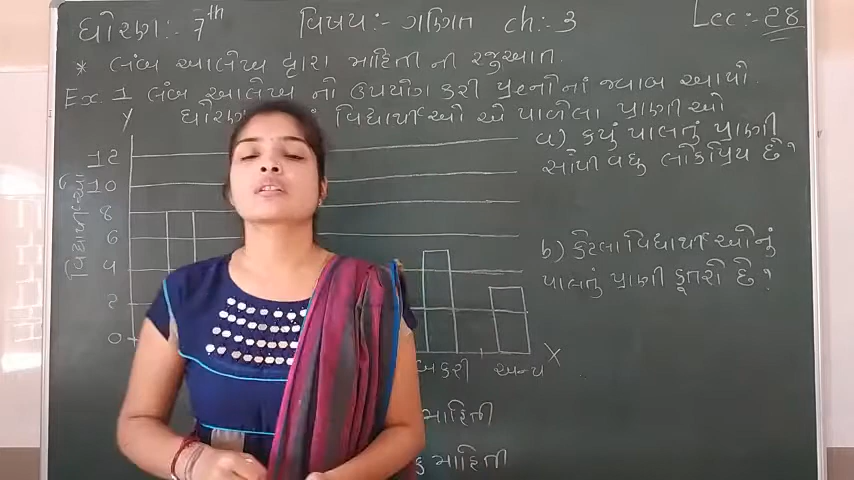 ધોરણ :- 7th વિષય:- ગણિત ch:- 3 Lec:- 28
* લંબ આલેખ દ્વારા માહિતી ની રજુઆત.
Ex. 1 લંબ આલેખ નો ઉપયોગ કરી પ્રશ્નોનાં જવાબ આપો.
ધોરણ વિદ્યાર્થીઓ એ પાળેલા પ્રાણીઓ
a) કયું પાલતું પ્રાણી
સૌથી વધુ લોકપ્રિય છે?
b) કેટલા વિદ્યાર્થીઓનું
પાલતું પ્રાણી કૂતરો છે?
Y
12
10
8
6
4
2
0
બકરી અન્ય X
માહિતી
માહિતી